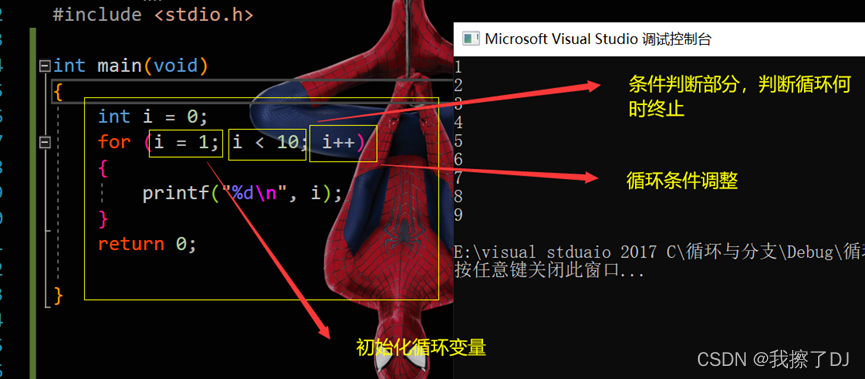 #include <stdio.h>
int main(void)
{
int i = 0;
for (i = 1; i < 10; i++)
{
printf("%d\n", i);
}
return 0;
}
初始化循环变量
Microsoft Visual Studio 调试控制台
1
2
3
4
5
6
7
8
9
条件判断部分，判断循环何
时终止
循环条件调整
E:\visual stduaio 2017 C\循环与分支\Debug\循
按任意键关闭此窗口...
CSDN @我擦了DJ